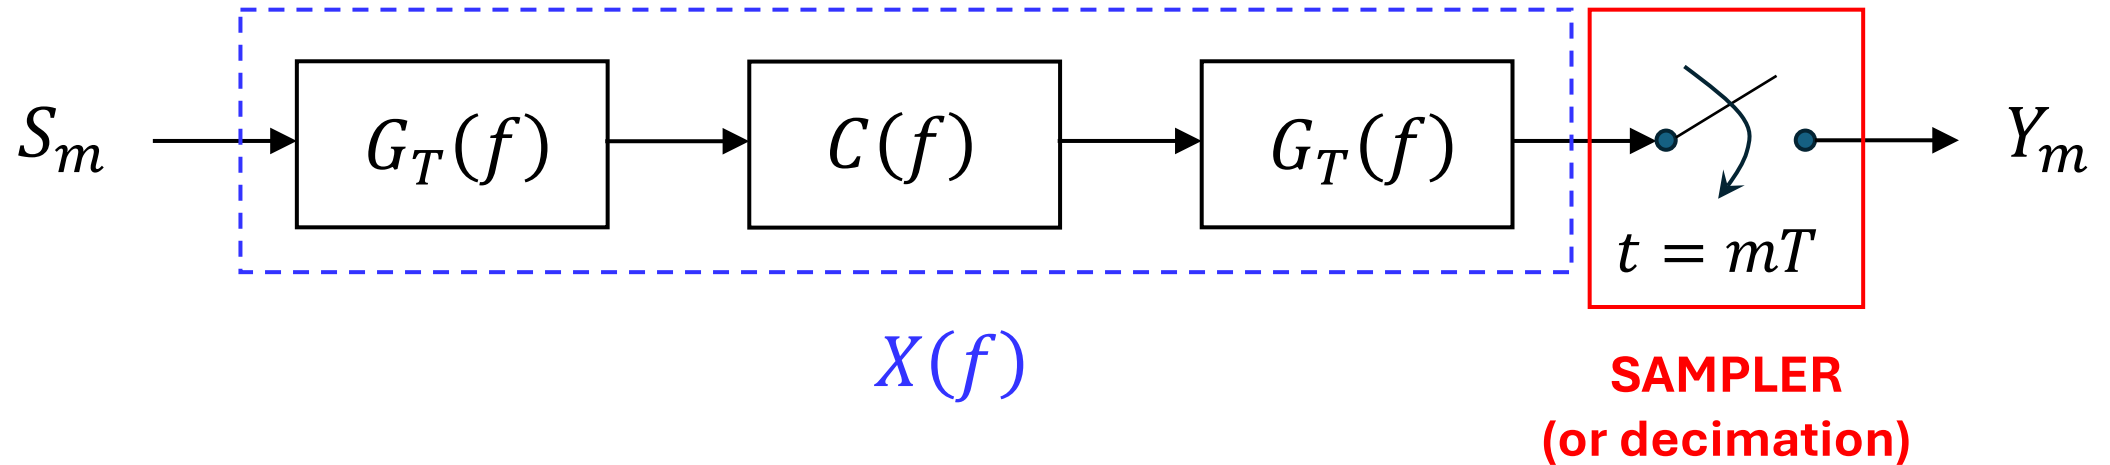 S_m
G_T(f)
C(f)
G_T(f)
t = mT
Y_m
X(f)
SAMPLER
(or decimation)